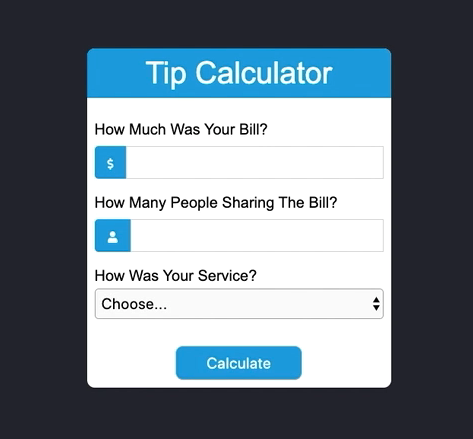 Tip Calculator
How Much Was Your Bill?
$
How Many People Sharing The Bill?
How Was Your Service?
Choose...
Calculate